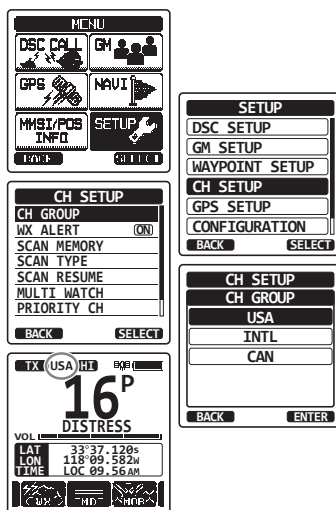 MENU
DSC CALL
GM
GPS
NAVI
MMSI/POS INFO
SETUP
BACK
SELECT
SETUP
DSC SETUP
GM SETUP
WAYPOINT SETUP
CH SETUP
GPS SETUP
CONFIGURATION
BACK SELECT
CH SETUP
CH GROUP
WX ALERT ON
SCAN MEMORY
SCAN TYPE
SCAN RESUME
MULTI WATCH
PRIORITY CH
BACK SELECT
CH SETUP
CH GROUP
USA
INTL
CAN
BACK ENTER
TX USA HI
16P
DISTRESS
VOL
LAT 33°37.120S
LON 118°09.582W
TIME LOC 09.56AM
WX MOB